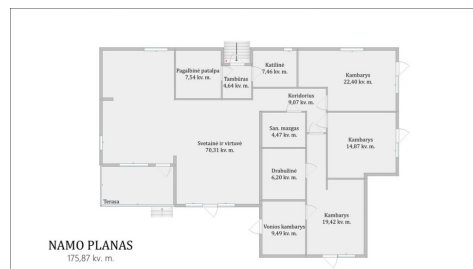 Pagalbinė patalpa
7,54 kv. m.
Tambūras
4,64 kv. m.
Katilinė
7,46 kv. m.
Kambarys
22,40 kv. m.
Koridorius
9,07 kv. m.
Svetainė ir virtuvė
70,31 kv. m.
San. mazgas
4,47 kv. m.
Kambarys
14,87 kv. m.
Drabužinė
6,20 kv. m.
Terasa
Vonios kambarys
9,49 kv. m.
Kambarys
19,42 kv. m.
NAMO PLANAS
175,87 kv. m.